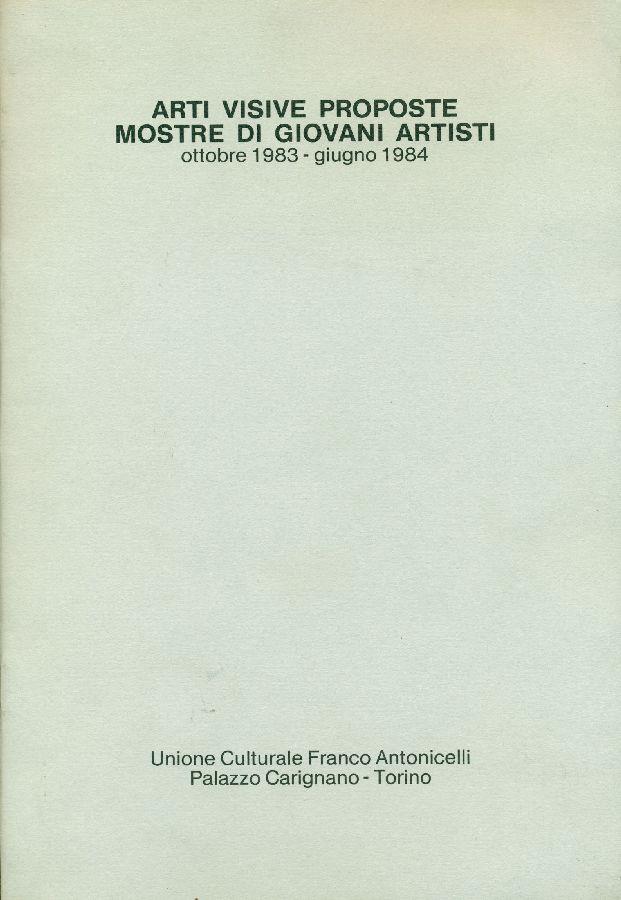 ARTI VISIVE PROPOSTE
MOSTRE DI GIOVANI ARTISTI
ottobre 1983 - giugno 1984
Unione Culturale Franco Antonicelli
Palazzo Carignano - Torino